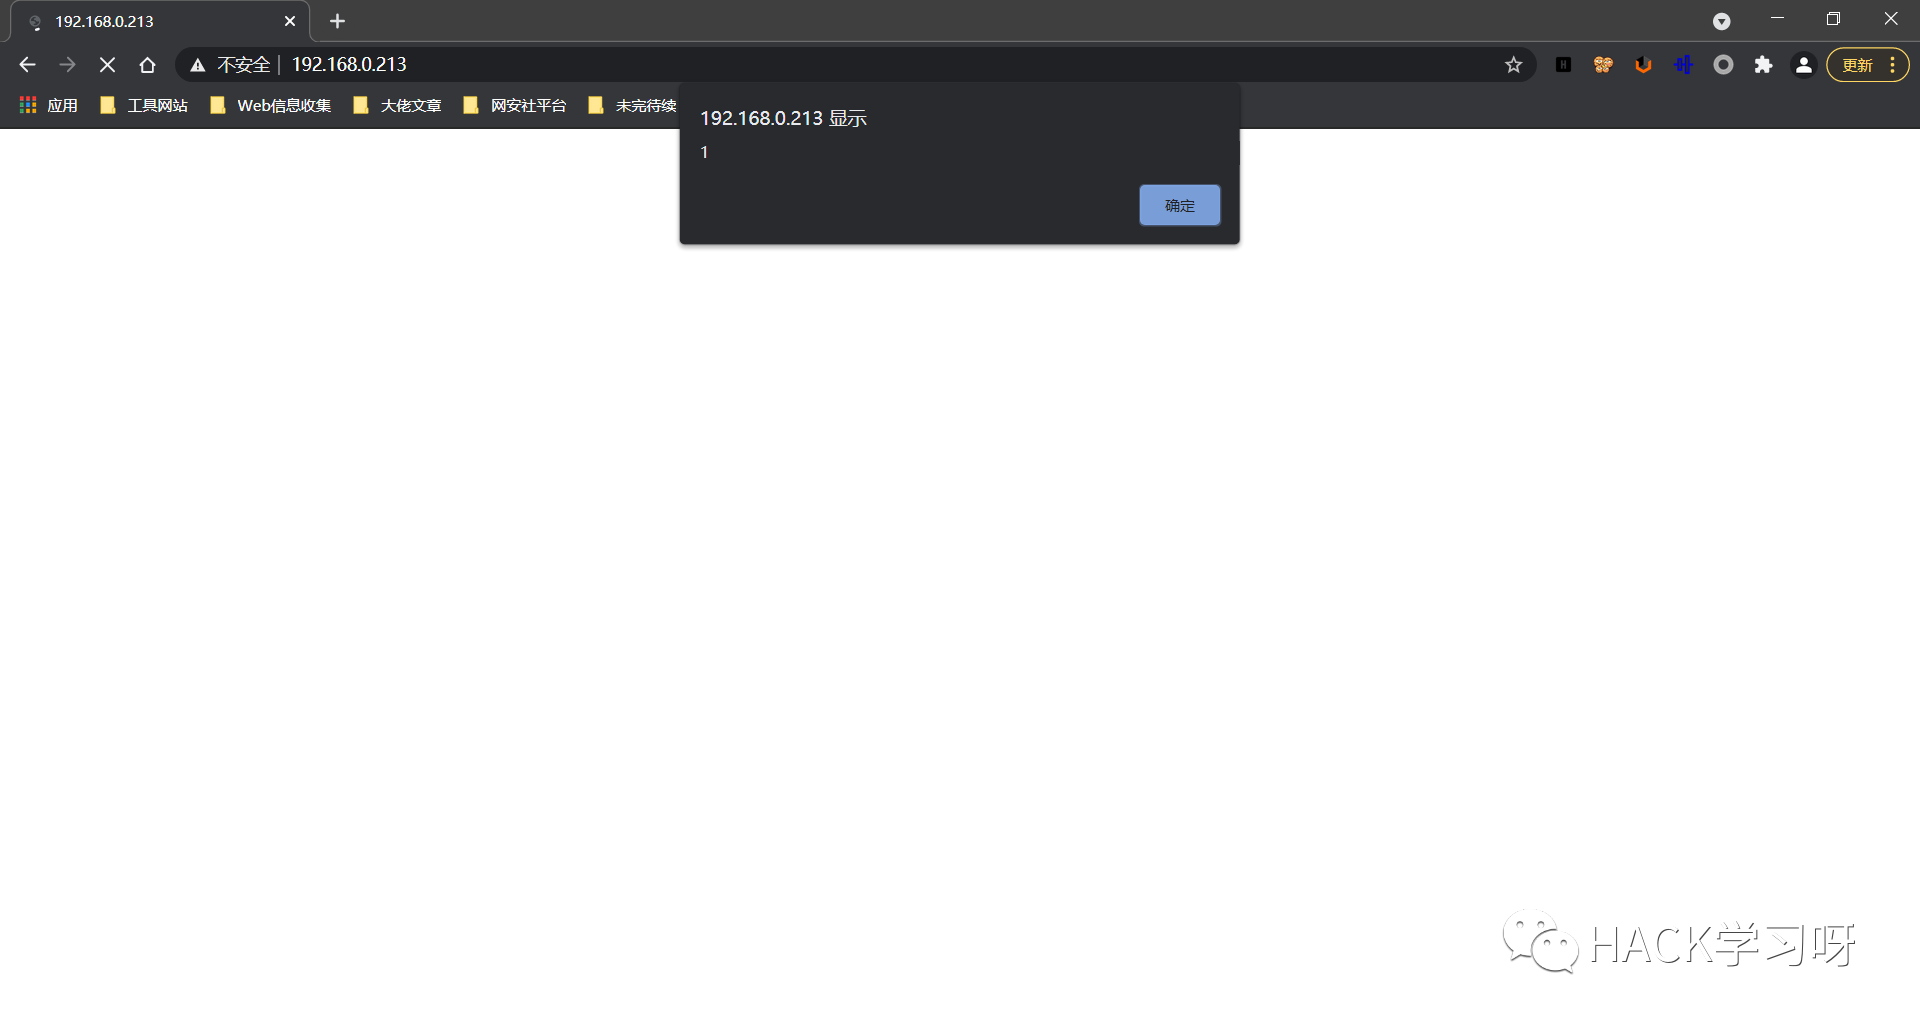 192.168.0.213
不安全 | 192.168.0.213
更新
应用 工具网站 Web信息收集 大佬文章 网安社平台 未完待续
192.168.0.213 显示
1
确定
HACK学习呀